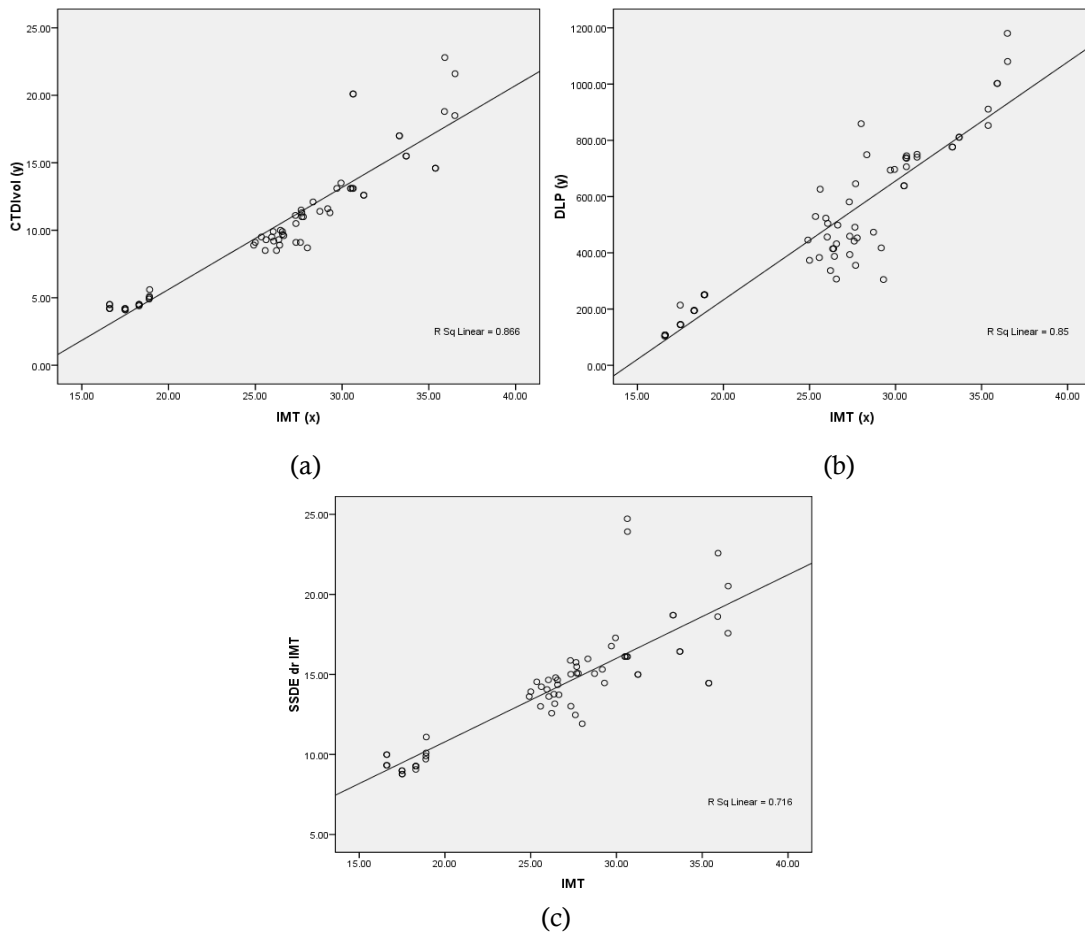 25.00
20.00
15.00
10.00
5.00
0.00
CTDIvol (y)
R Sq Linear = 0.866
15.00 20.00 25.00 30.00 35.00 40.00
IMT (x)
(a)
1200.00
1000.00
800.00
600.00
400.00
200.00
0.00
DLP (y)
R Sq Linear = 0.85
15.00 20.00 25.00 30.00 35.00 40.00
IMT (x)
(b)
25.00
20.00
15.00
10.00
5.00
SSDE dr IMT
R Sq Linear = 0.716
15.00 20.00 25.00 30.00 35.00 40.00
IMT
(c)